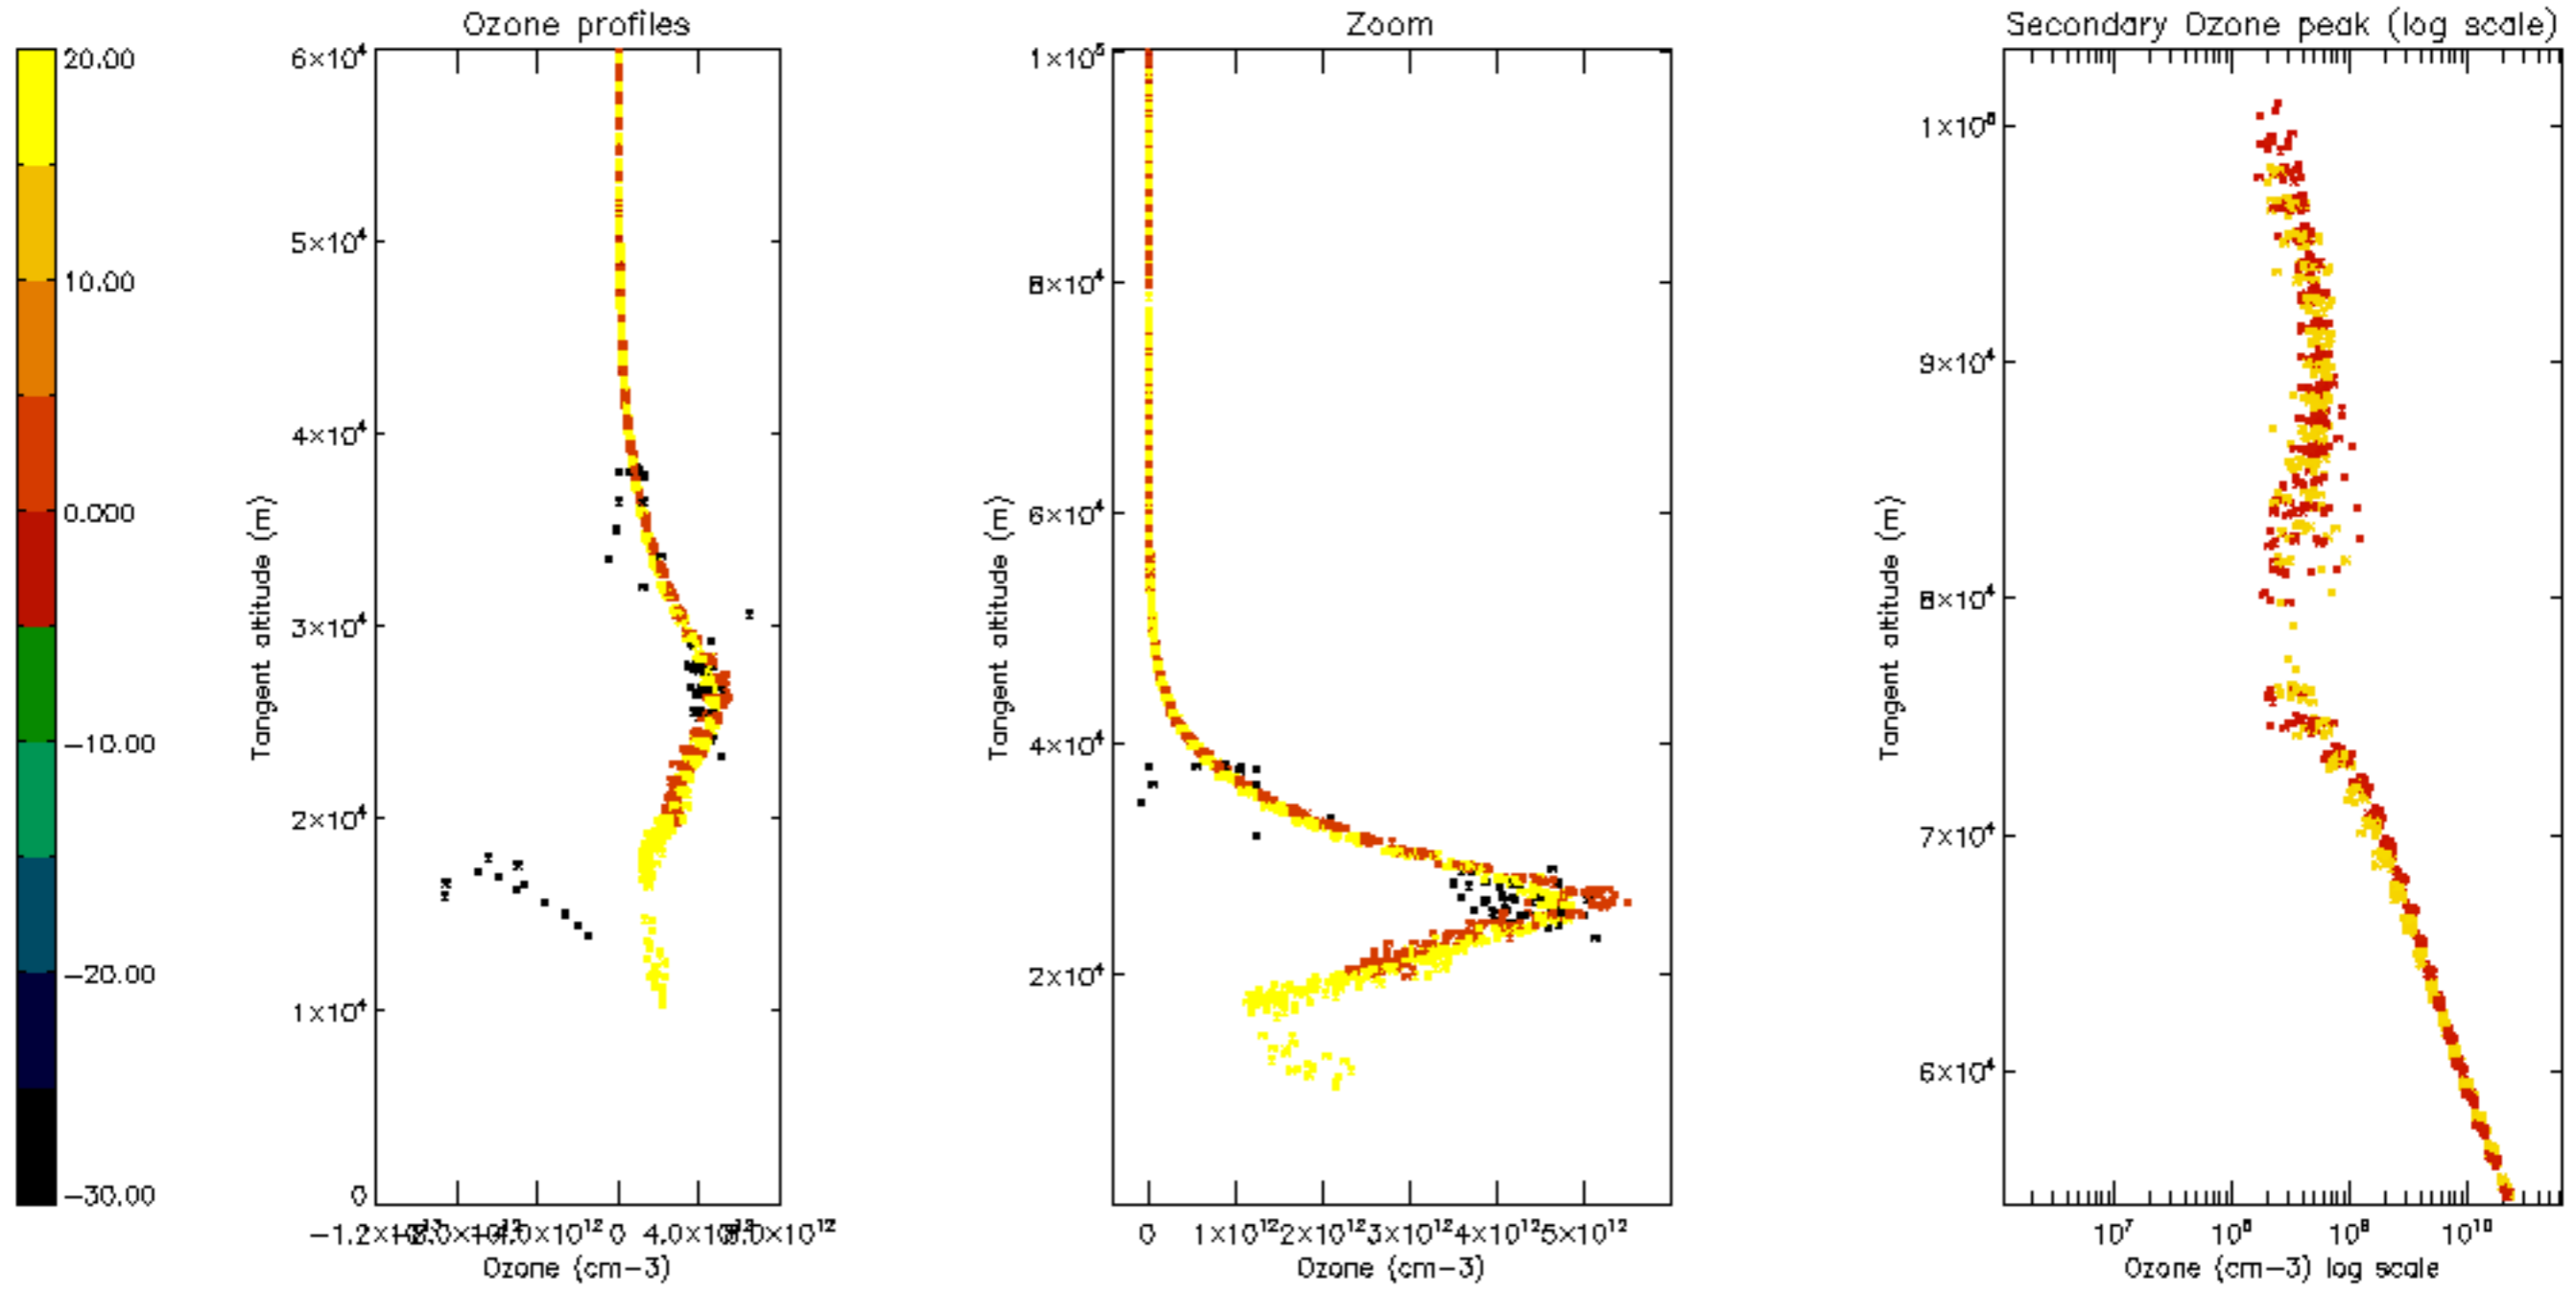 Ozone profiles
Zoom
Secondary Ozone peak (log scale)
20.00
10.00
0.000
−10.00
−20.00
−30.00
6×10⁴
5×10⁴
4×10⁴
3×10⁴
2×10⁴
1×10⁴
0
Tangent altitude (m)
0
Ozone (cm−3)
1×10⁵
8×10⁴
6×10⁴
4×10⁴
2×10⁴
Tangent altitude (m)
0 1×10¹² 2×10¹² 3×10¹² 4×10¹² 5×10¹²
Ozone (cm−3)
9×10⁴
8×10⁴
7×10⁴
6×10⁴
Tangent altitude (m)
10⁷ 10⁸ 10⁹ 10¹⁰
Ozone (cm−3) log scale